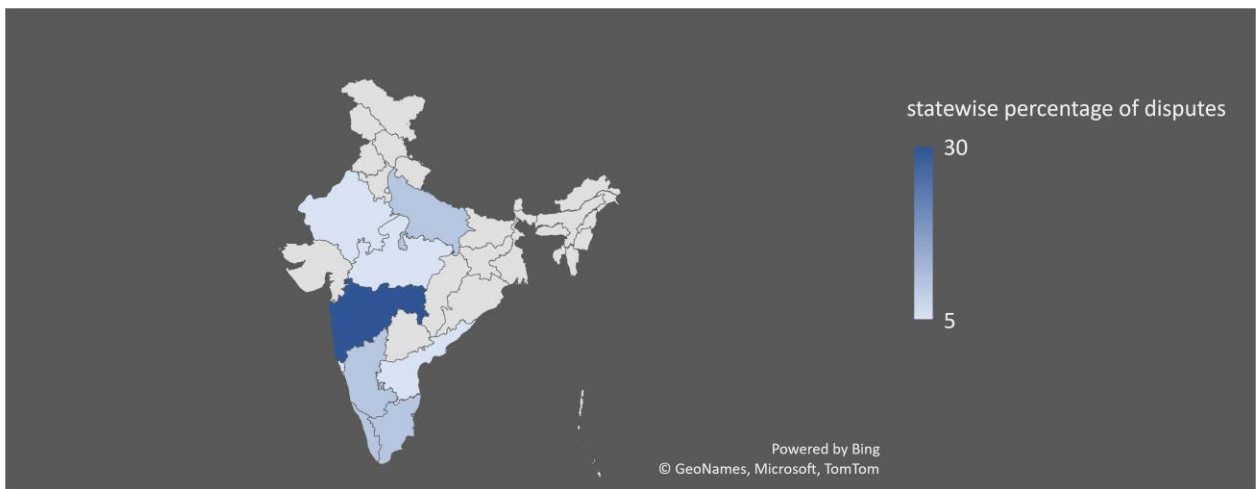 statewise percentage of disputes
30
5
Powered by Bing
© GeoNames, Microsoft, TomTom